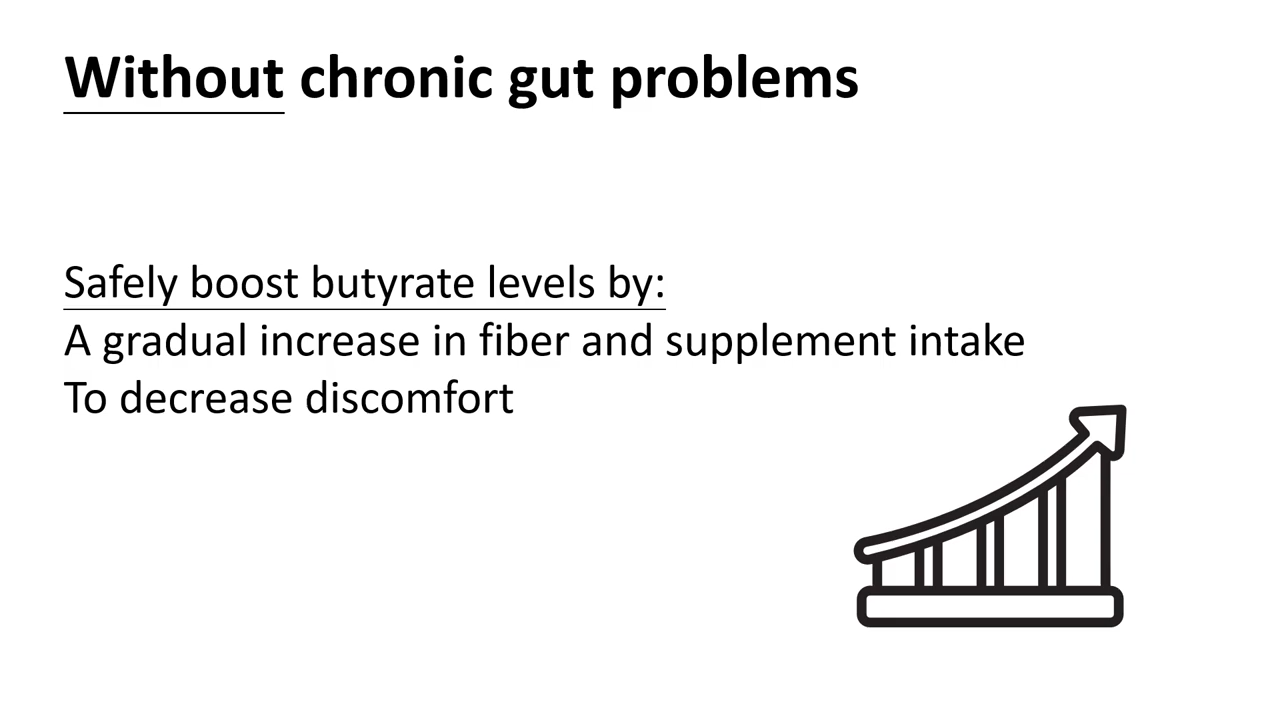 Without chronic gut problems
Safely boost butyrate levels by:
A gradual increase in fiber and supplement intake
To decrease discomfort